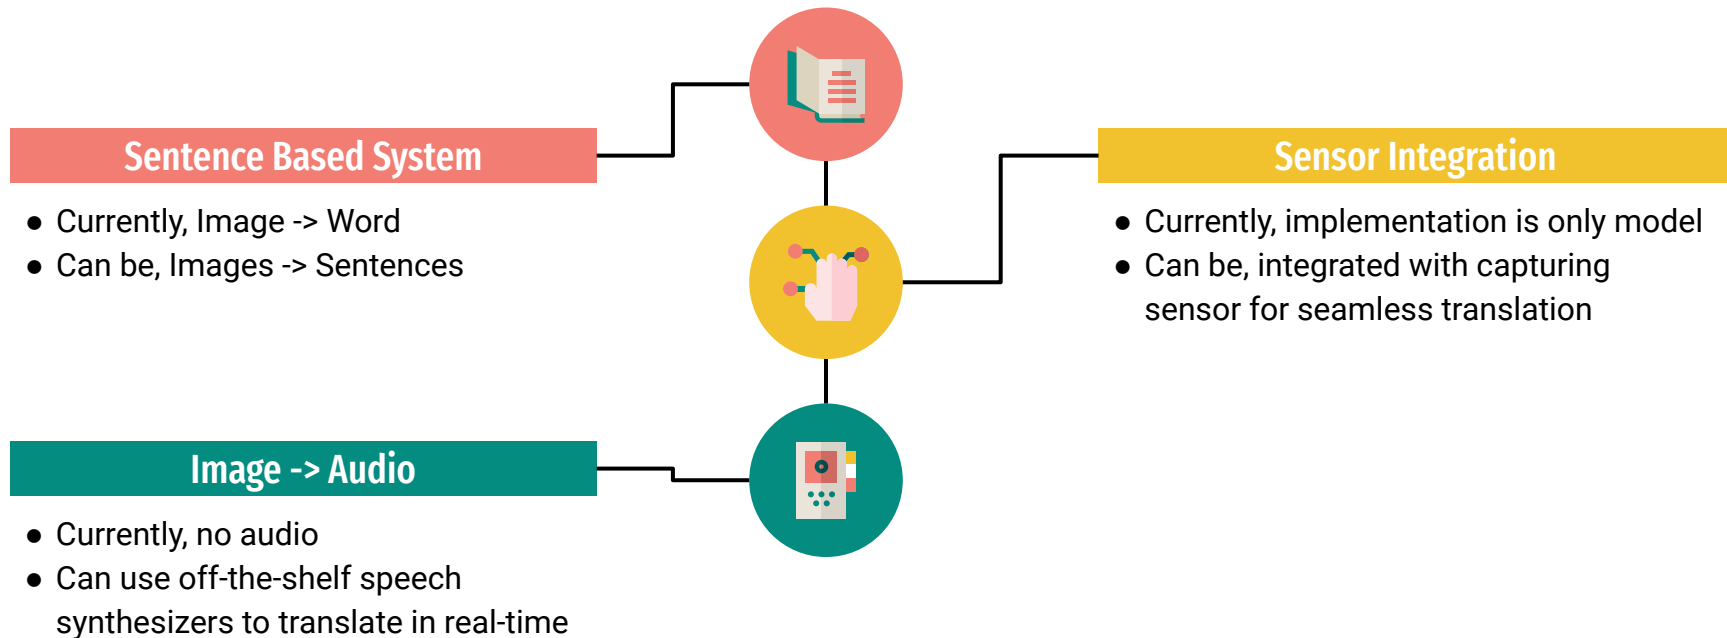 Sentence Based System
● Currently, Image -> Word
● Can be, Images -> Sentences
Sensor Integration
● Currently, implementation is only model
● Can be, integrated with capturing
sensor for seamless translation
Image -> Audio
● Currently, no audio
● Can use off-the-shelf speech
synthesizers to translate in real-time